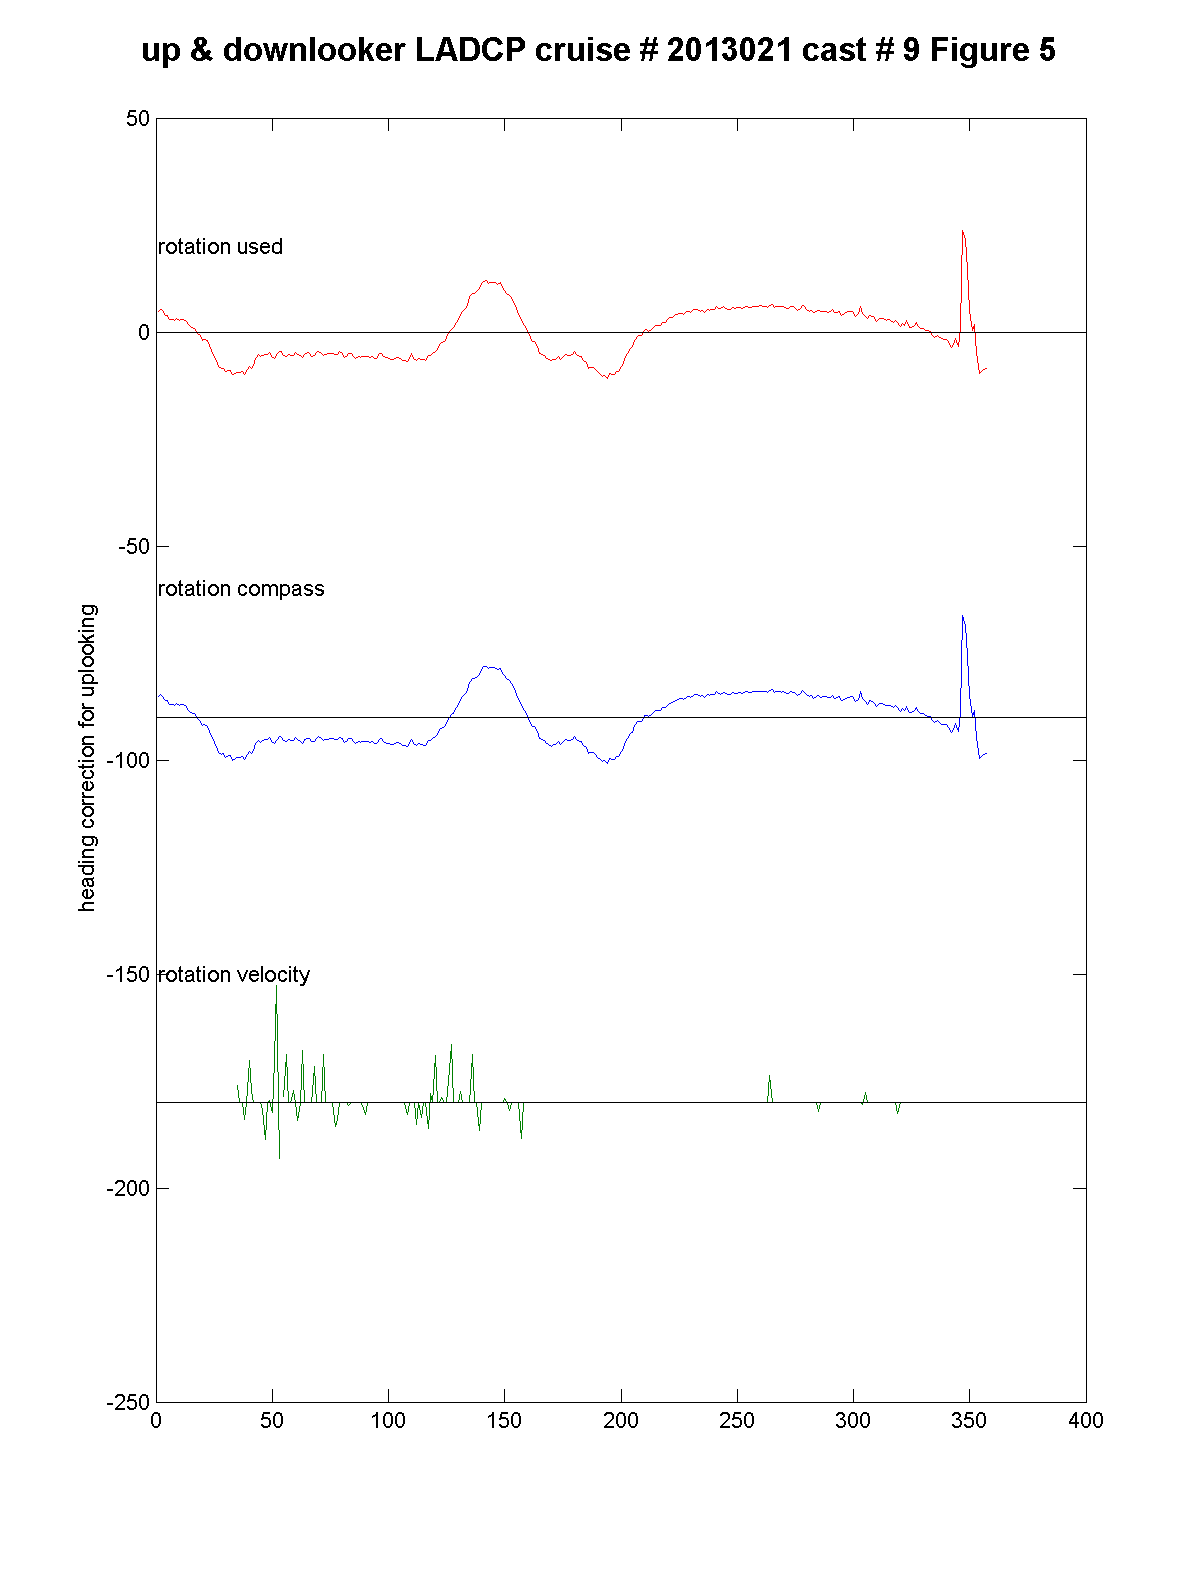 up & downlooker LADCP cruise # 2013021 cast # 9 Figure 5
50
rotation used
0
-50
rotation compass
heading correction for uplooking
-100
-150
rotation velocity
-200
-250
0 50 100 150 200 250 300 350 400